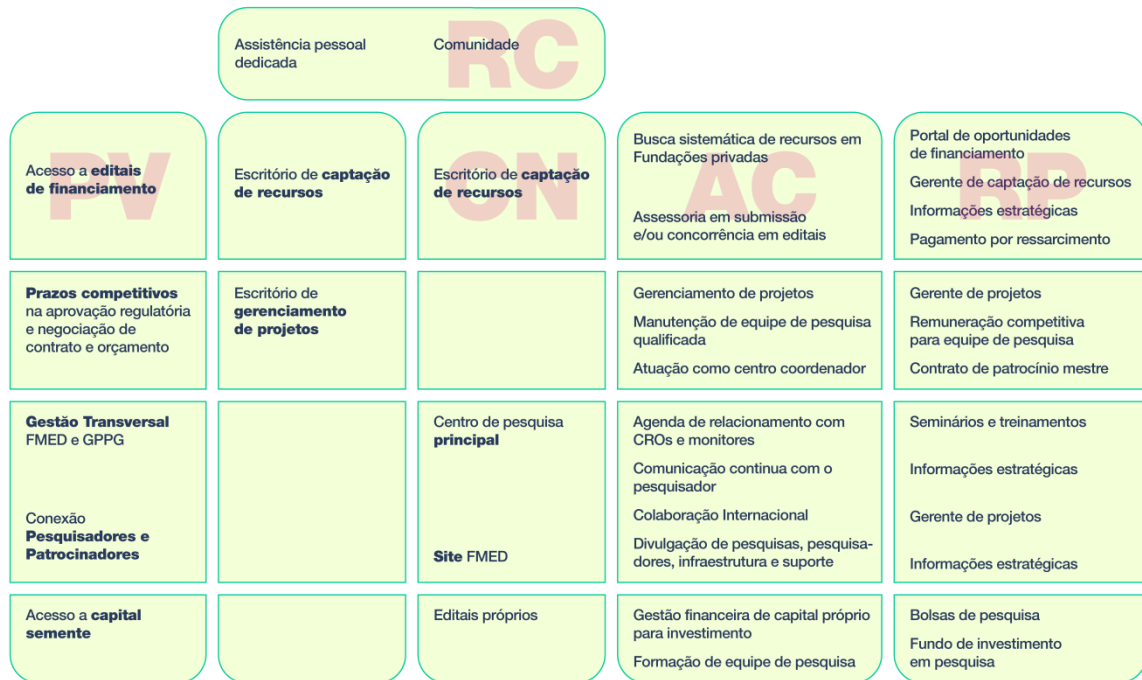 Assistência pessoal
dedicada
Comunidade
RC
PV
Acesso a editais
de financiamento
Escritório de captação
de recursos
ON
Escritório de captação
de recursos
AC
Busca sistemática de recursos em
Fundações privadas
Assessoria em submissão
e/ou concorrência em editais
RP
Portal de oportunidades
de financiamento
Gerente de captação de recursos
Informações estratégicas
Pagamento por ressarcimento
Prazos competitivos
na aprovação regulatória
e negociação de
contrato e orçamento
Escritório de
gerenciamento
de projetos
Gerenciamento de projetos
Manutenção de equipe de pesquisa
qualificada
Atuação como centro coordenador
Gerente de projetos
Remuneração competitiva
para equipe de pesquisa
Contrato de patrocínio mestre
Gestão Transversal
FMED e GPPG
Conexão
Pesquisadores e
Patrocinadores
Centro de pesquisa
principal
Site FMED
Agenda de relacionamento com
CROs e monitores
Comunicação continua com o
pesquisador
Colaboração Internacional
Divulgação de pesquisas, pesquisa-
dores, infraestrutura e suporte
Seminários e treinamentos
Informações estratégicas
Gerente de projetos
Informações estratégicas
Acesso a capital
semente
Editais próprios
Gestão financeira de capital próprio
para investimento
Formação de equipe de pesquisa
Bolsas de pesquisa
Fundo de investimento
em pesquisa